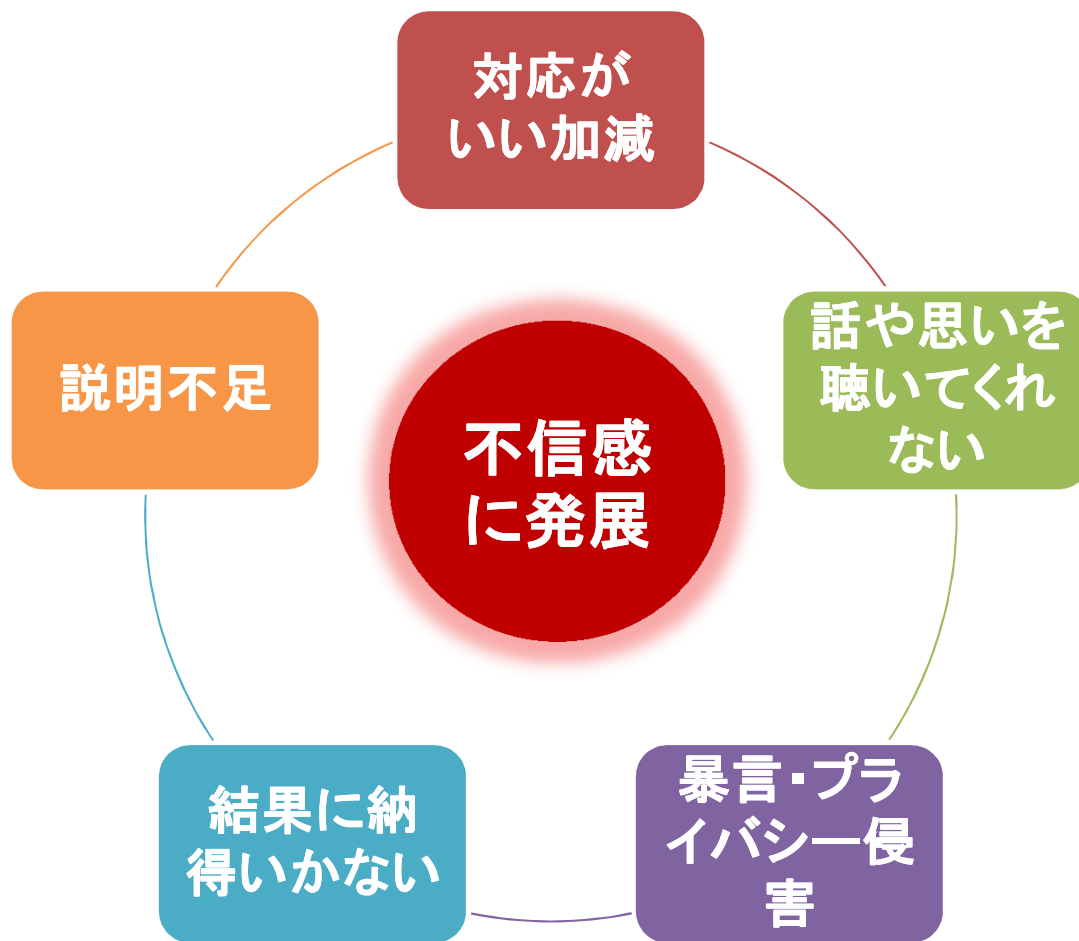 対応が
いい加減
話や思いを
聴いてくれ
ない
暴言・プラ
イバシー侵
害
結果に納
得いかない
説明不足
不信感
に発展